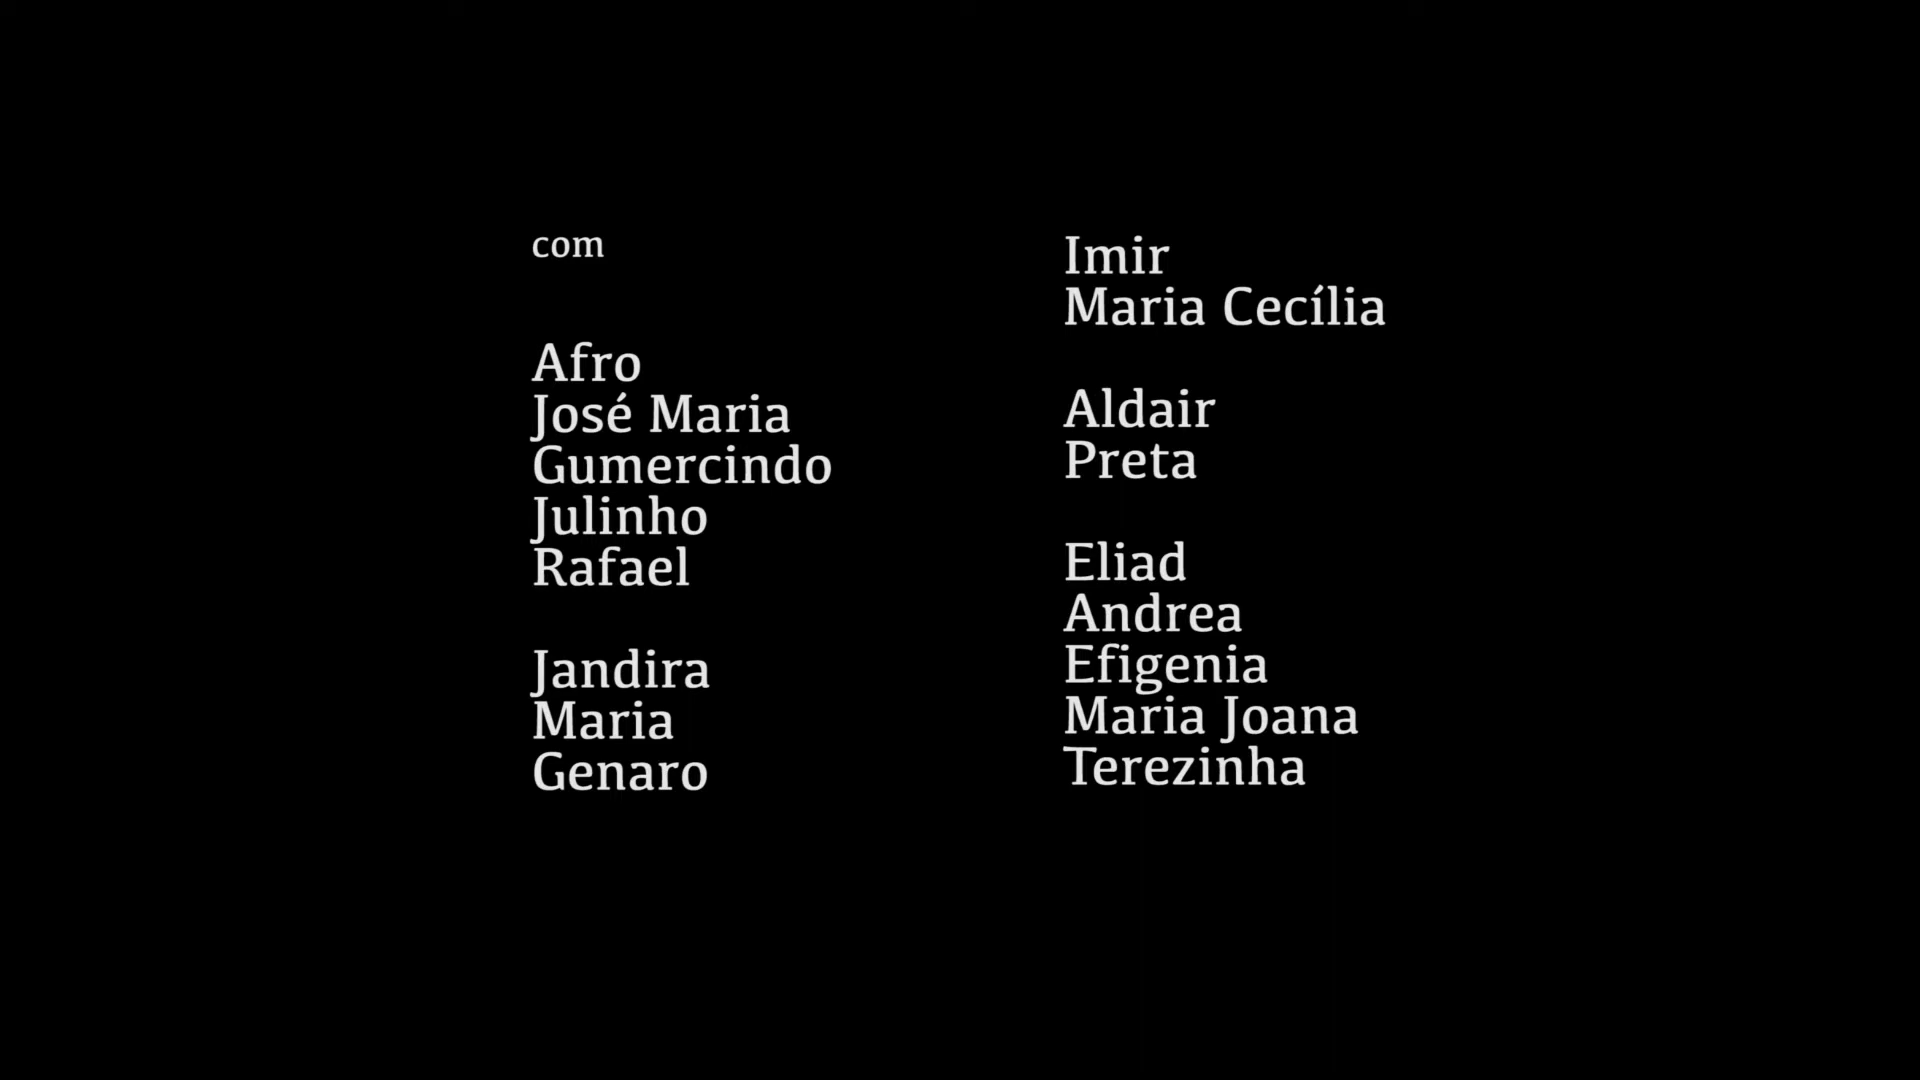 com
Afro
José Maria
Gumercindo
Julinho
Rafael
Jandira
Maria
Genaro
Imir
Maria Cecília
Aldair
Preta
Eliad
Andrea
Efigenia
Maria Joana
Terezinha